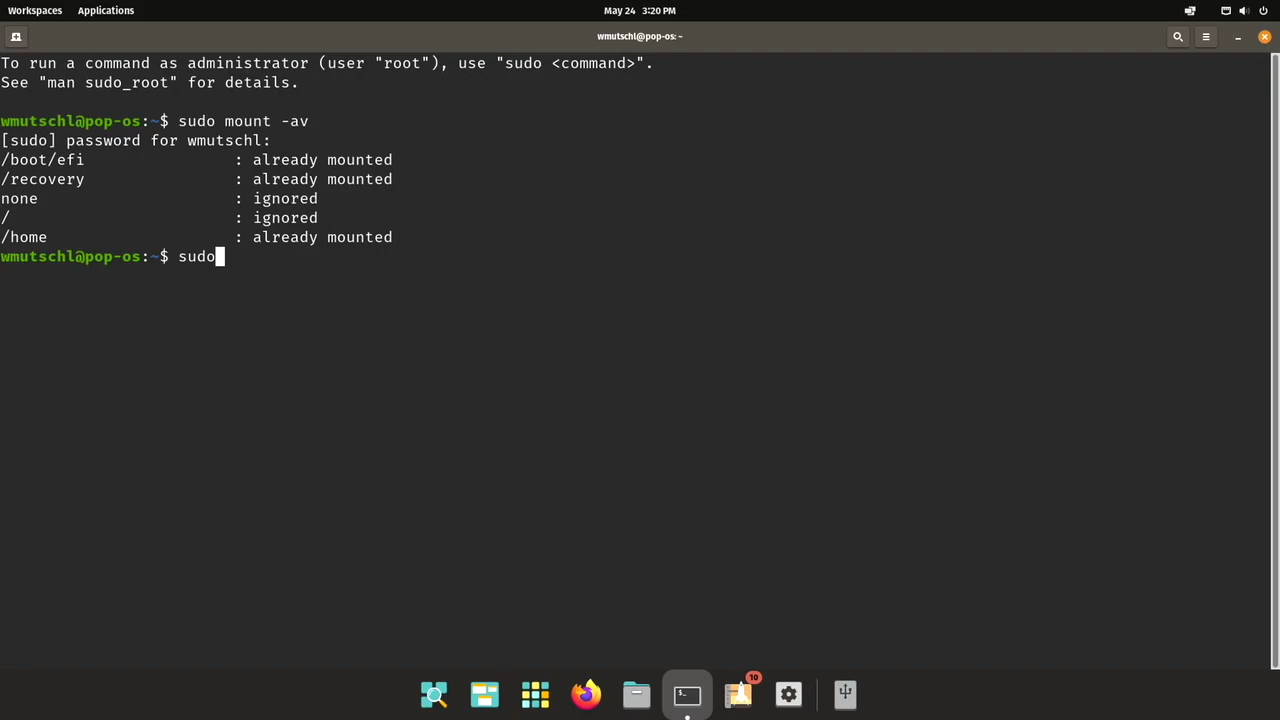 Workspaces Applications May 24 3:20 PM
wmutschl@pop-os: ~
To run a command as administrator (user "root"), use "sudo <command>".
See "man sudo_root" for details.
wmutschl@pop-os:~$ sudo mount -av
[sudo] password for wmutschl:
/boot/efi : already mounted
/recovery : already mounted
none : ignored
/ : ignored
/home : already mounted
wmutschl@pop-os:~$ sudo
$_
10